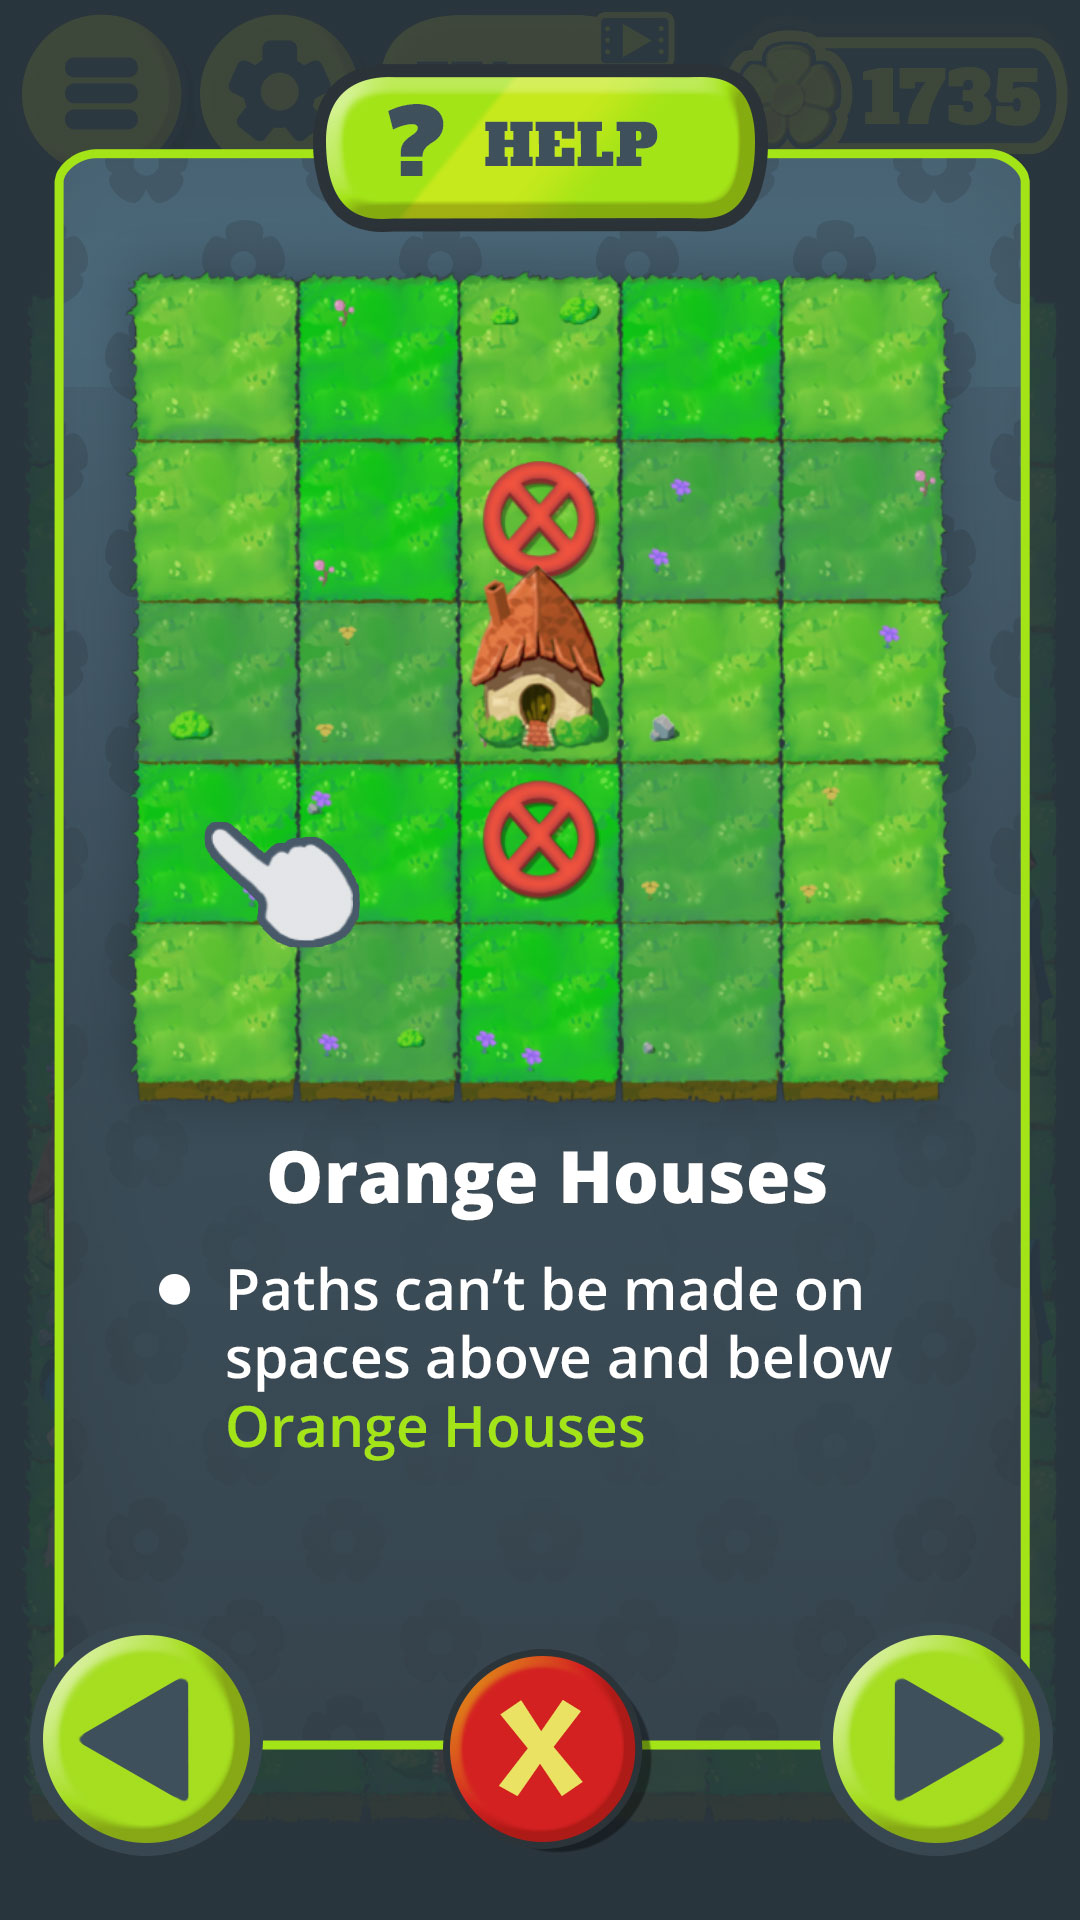 1735
? HELP
Orange Houses
● Paths can’t be made on
spaces above and below
Orange Houses
X